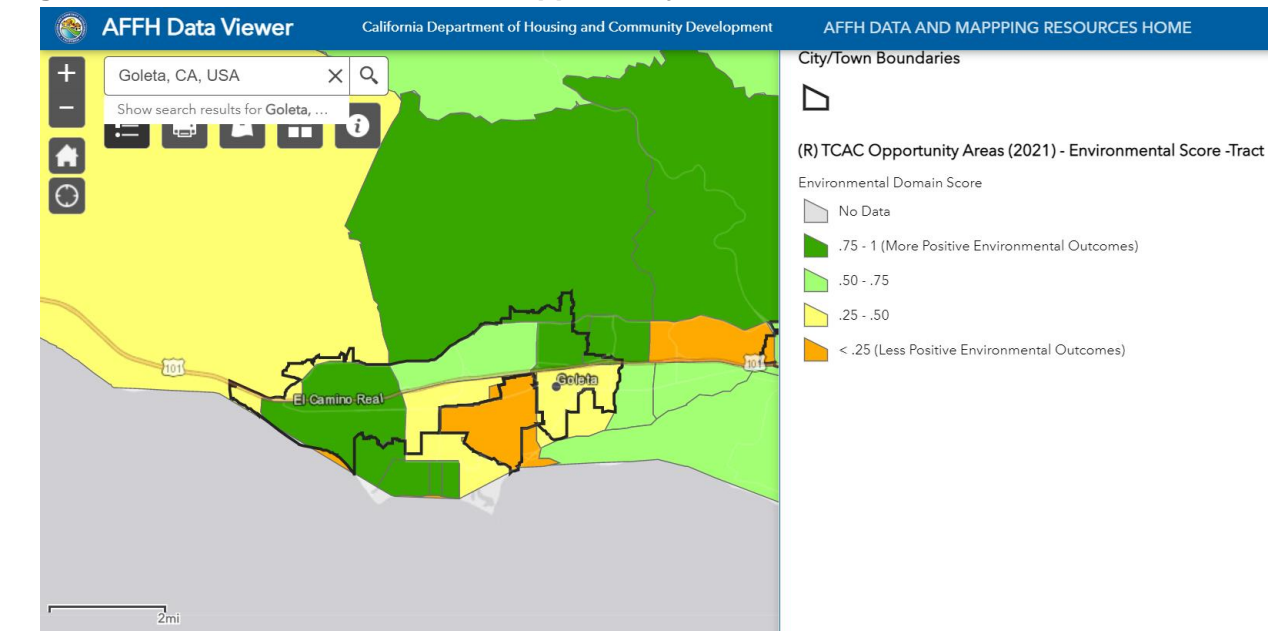 AFFH Data Viewer
California Department of Housing and Community Development
AFFH DATA AND MAPPPING RESOURCES HOME
+
Goleta, CA, USA
Show search results for Goleta, ...
−
101
El Camino Real
Goleta
101
2mi
City/Town Boundaries
(R) TCAC Opportunity Areas (2021) - Environmental Score -Tract
Environmental Domain Score
No Data
.75 - 1 (More Positive Environmental Outcomes)
.50 - .75
.25 - .50
< .25 (Less Positive Environmental Outcomes)